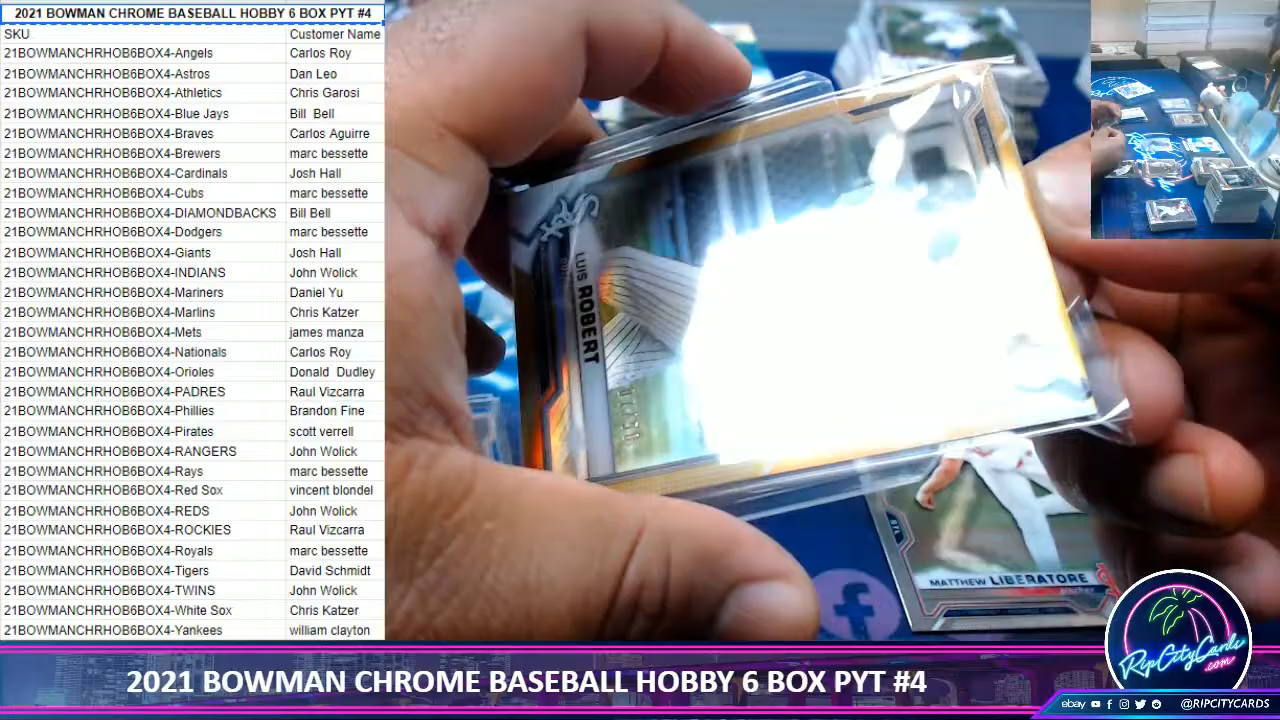 2021 BOWMAN CHROME BASEBALL HOBBY 6 BOX PYT #4
SKU Customer Name
21BOWMANCHRHOB6BOX4-Angels Carlos Roy
21BOWMANCHRHOB6BOX4-Astros Dan Leo
21BOWMANCHRHOB6BOX4-Athletics Chris Garosi
21BOWMANCHRHOB6BOX4-Blue Jays Bill  Bell
21BOWMANCHRHOB6BOX4-Braves Carlos Aguirre
21BOWMANCHRHOB6BOX4-Brewers marc bessette
21BOWMANCHRHOB6BOX4-Cardinals Josh Hall
21BOWMANCHRHOB6BOX4-Cubs marc bessette
21BOWMANCHRHOB6BOX4-DIAMONDBACKS Bill Bell
21BOWMANCHRHOB6BOX4-Dodgers marc bessette
21BOWMANCHRHOB6BOX4-Giants Josh Hall
21BOWMANCHRHOB6BOX4-INDIANS John Wolick
21BOWMANCHRHOB6BOX4-Mariners Daniel Yu
21BOWMANCHRHOB6BOX4-Marlins Chris Katzer
21BOWMANCHRHOB6BOX4-Mets james manza
21BOWMANCHRHOB6BOX4-Nationals Carlos Roy
21BOWMANCHRHOB6BOX4-Orioles Donald  Dudley
21BOWMANCHRHOB6BOX4-PADRES Raul Vizcarra
21BOWMANCHRHOB6BOX4-Phillies Brandon Fine
21BOWMANCHRHOB6BOX4-Pirates scott verrell
21BOWMANCHRHOB6BOX4-RANGERS John Wolick
21BOWMANCHRHOB6BOX4-Rays marc bessette
21BOWMANCHRHOB6BOX4-Red Sox vincent blondel
21BOWMANCHRHOB6BOX4-REDS John Wolick
21BOWMANCHRHOB6BOX4-ROCKIES Raul Vizcarra
21BOWMANCHRHOB6BOX4-Royals marc bessette
21BOWMANCHRHOB6BOX4-Tigers David Schmidt
21BOWMANCHRHOB6BOX4-TWINS John Wolick
21BOWMANCHRHOB6BOX4-White Sox Chris Katzer
21BOWMANCHRHOB6BOX4-Yankees william clayton
LUIS ROBERT
STL
MATTHEW LIBERATORE
RipCityCards
.com
2021 BOWMAN CHROME BASEBALL HOBBY 6 BOX PYT #4
ebay @RIPCITYCARDS